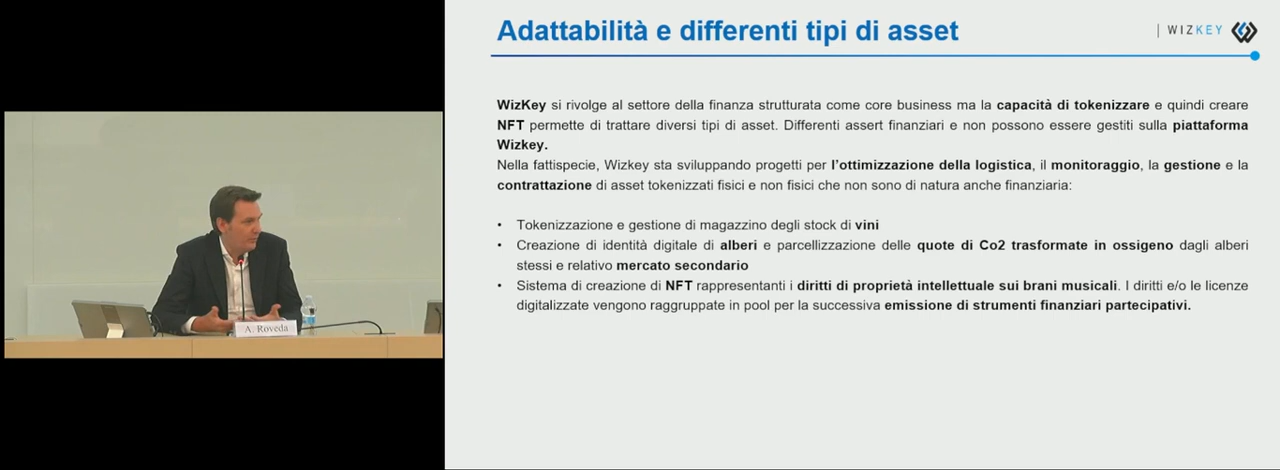 Adattabilità e differenti tipi di asset
| WIZKEY
WizKey si rivolge al settore della finanza strutturata come core business ma la capacità di tokenizzare e quindi creare
NFT permette di trattare diversi tipi di asset. Differenti assert finanziari e non possono essere gestiti sulla piattaforma
Wizkey.
Nella fattispecie, Wizkey sta sviluppando progetti per l'ottimizzazione della logistica, il monitoraggio, la gestione e la
contrattazione di asset tokenizzati fisici e non fisici che non sono di natura anche finanziaria:
• Tokenizzazione e gestione di magazzino degli stock di vini
• Creazione di identità digitale di alberi e parcellizzazione delle quote di Co2 trasformate in ossigeno dagli alberi
stessi e relativo mercato secondario
• Sistema di creazione di NFT rappresentanti i diritti di proprietà intellettuale sui brani musicali. I diritti e/o le licenze
digitalizzate vengono raggruppate in pool per la successiva emissione di strumenti finanziari partecipativi.
A. Roveda